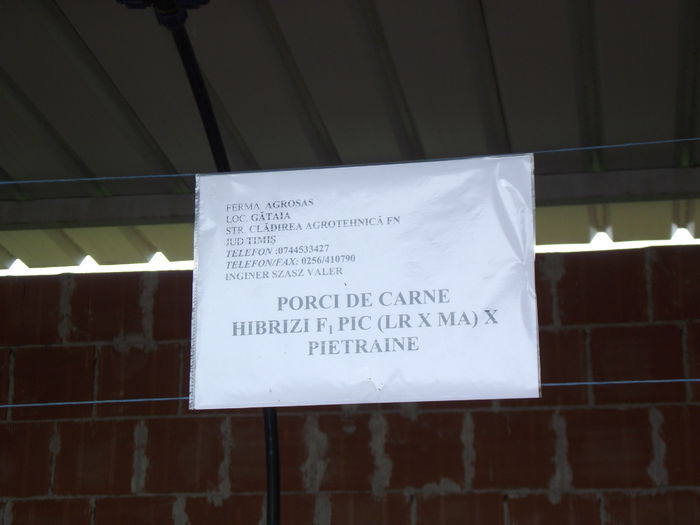 FERMA AGROSAS
LOC. GĂTAIA
STR. CLĂDIREA AGROTEHNICĂ FN
JUD TIMIȘ
TELEFON :0744533427
TELEFON/FAX: 0256/410790
INGINER SZASZ VALER
PORCI DE CARNE
HIBRIZI F₁ PIC (LR X MA) X
PIETRAINE